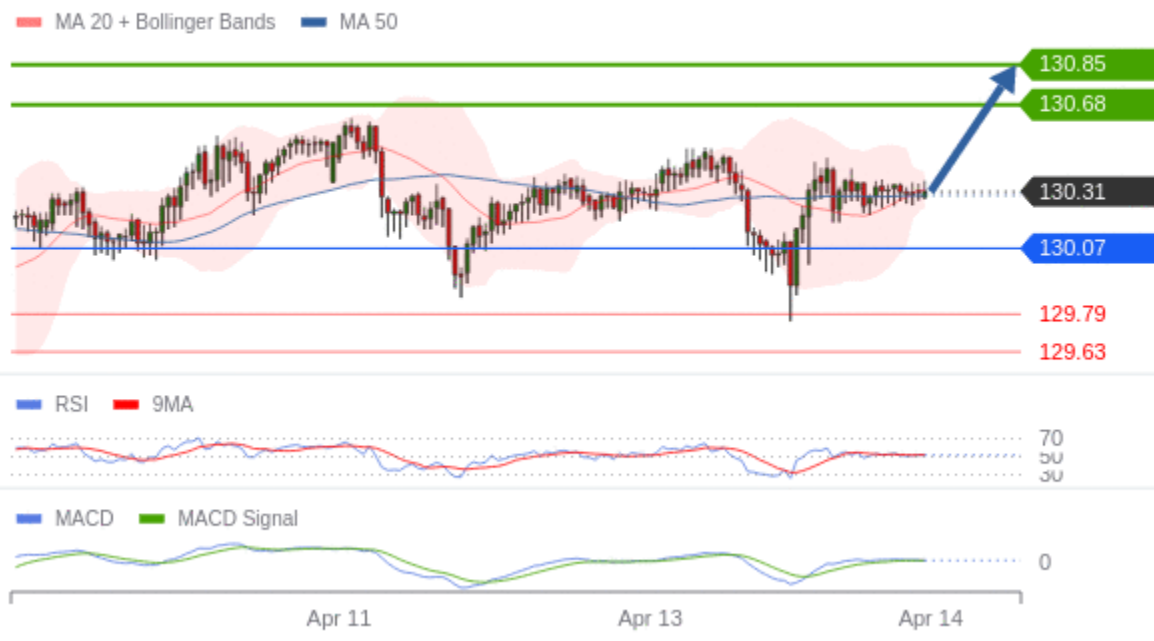 MA 20 + Bollinger Bands MA 50
130.85
130.68
130.31
130.07
129.79
129.63
RSI 9MA
70
50
30
MACD MACD Signal
0
Apr 11 Apr 13 Apr 14